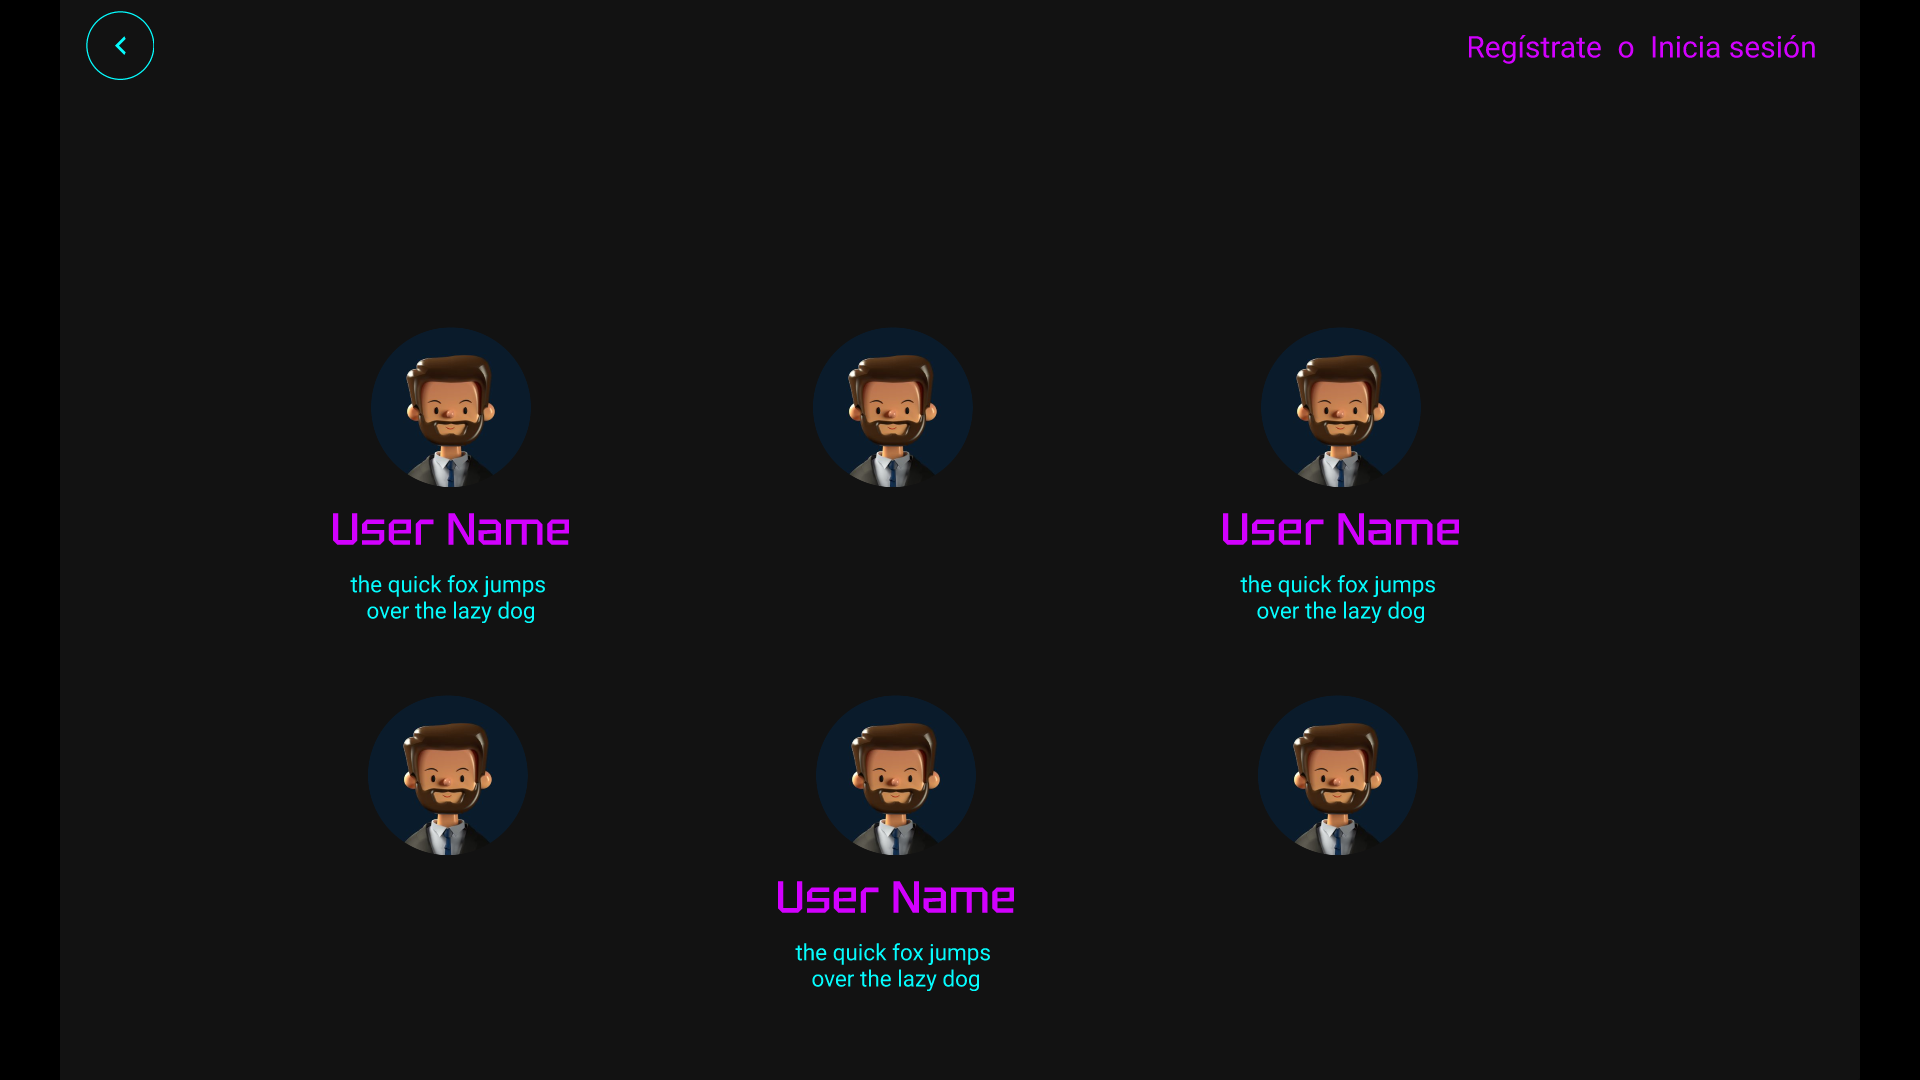 Regístrate o Inicia sesión
User Name
the quick fox jumps
over the lazy dog
User Name
the quick fox jumps
over the lazy dog
User Name
the quick fox jumps
over the lazy dog